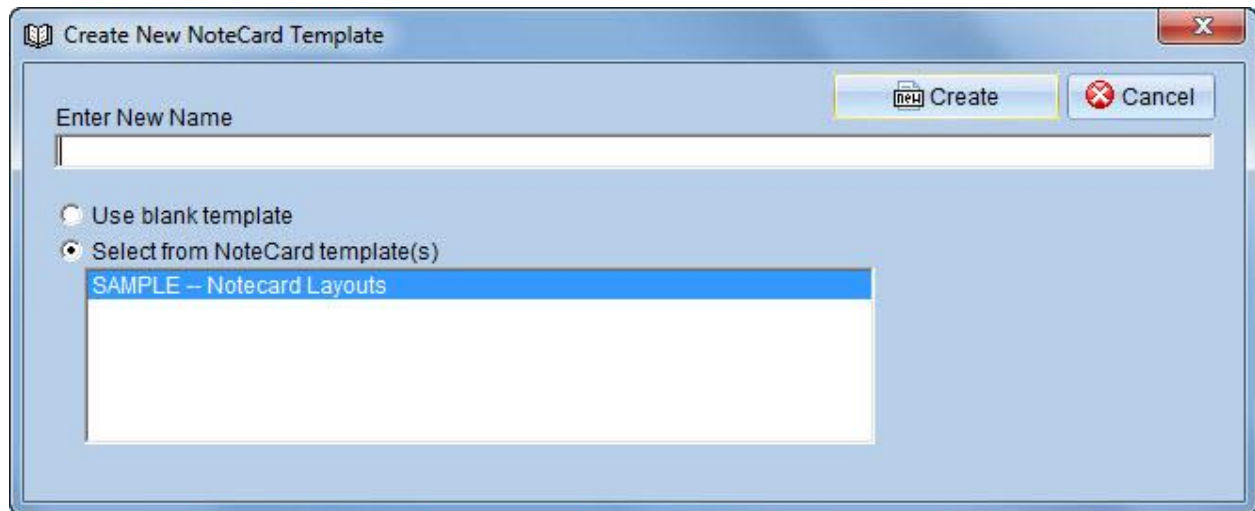 Create New NoteCard Template
new Create
Cancel
Enter New Name
Use blank template
Select from NoteCard template(s)
SAMPLE -- Notecard Layouts